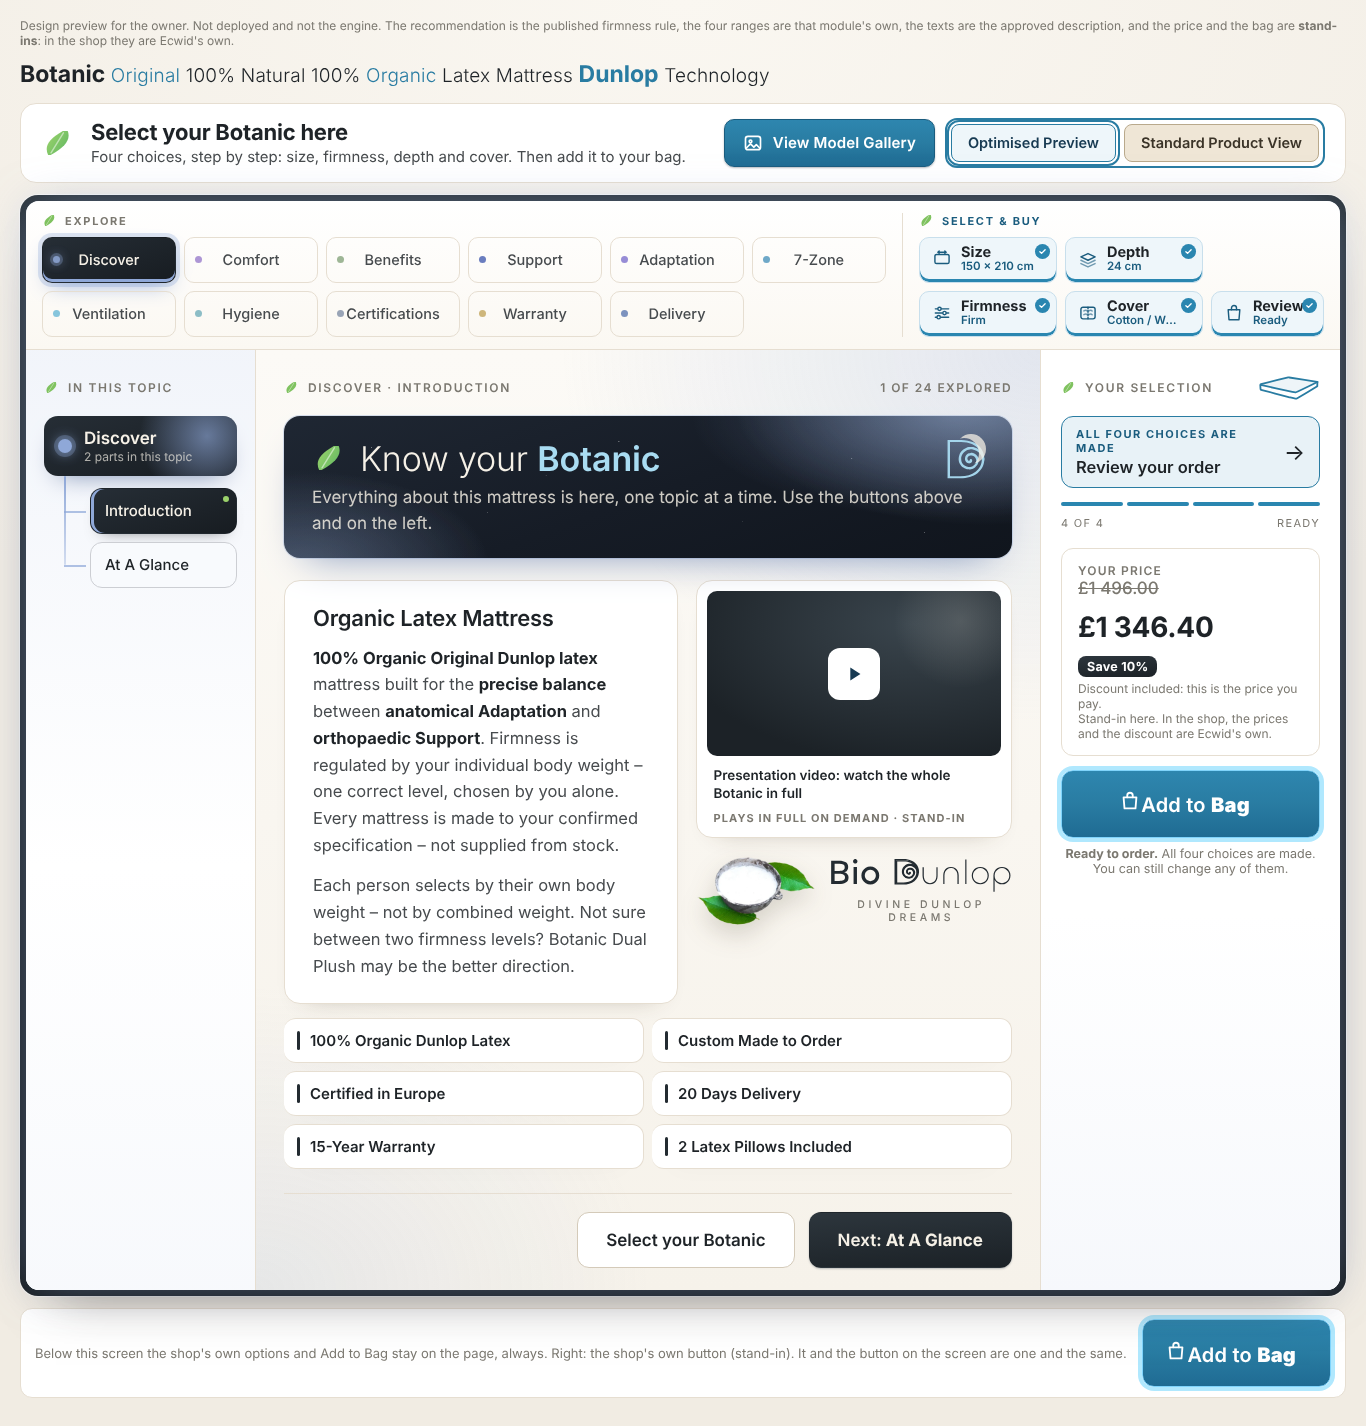 Design preview for the owner. Not deployed and not the engine. The recommendation is the published firmness rule, the four ranges are that module's own, the texts are the approved description, and the price and the bag are stand-
ins: in the shop they are Ecwid's own.
Botanic Original 100% Natural 100% Organic Latex Mattress Dunlop Technology
Select your Botanic here
Four choices, step by step: size, firmness, depth and cover. Then add it to your bag.
View Model Gallery
Optimised Preview
Standard Product View
EXPLORE
Discover
Comfort
Benefits
Support
Adaptation
7-Zone
Ventilation
Hygiene
Certifications
Warranty
Delivery
SELECT & BUY
Size
150 × 210 cm
Depth
24 cm
Firmness
Firm
Cover
Cotton / W...
Review
Ready
IN THIS TOPIC
Discover
2 parts in this topic
Introduction
At A Glance
DISCOVER · INTRODUCTION
1 OF 24 EXPLORED
Know your Botanic
Everything about this mattress is here, one topic at a time. Use the buttons above
and on the left.
Organic Latex Mattress
100% Organic Original Dunlop latex
mattress built for the precise balance
between anatomical Adaptation and
orthopaedic Support. Firmness is
regulated by your individual body weight –
one correct level, chosen by you alone.
Every mattress is made to your confirmed
specification – not supplied from stock.
Each person selects by their own body
weight – not by combined weight. Not sure
between two firmness levels? Botanic Dual
Plush may be the better direction.
Presentation video: watch the whole
Botanic in full
PLAYS IN FULL ON DEMAND · STAND-IN
Bio Dunlop
DIVINE DUNLOP
DREAMS
100% Organic Dunlop Latex
Custom Made to Order
Certified in Europe
20 Days Delivery
15-Year Warranty
2 Latex Pillows Included
Select your Botanic
Next: At A Glance
YOUR SELECTION
ALL FOUR CHOICES ARE
MADE
Review your order
4 OF 4
READY
YOUR PRICE
£1 496.00
£1 346.40
Save 10%
Discount included: this is the price you
pay.
Stand-in here. In the shop, the prices
and the discount are Ecwid's own.
Add to Bag
Ready to order. All four choices are made.
You can still change any of them.
Below this screen the shop's own options and Add to Bag stay on the page, always. Right: the shop's own button (stand-in). It and the button on the screen are one and the same.
Add to Bag